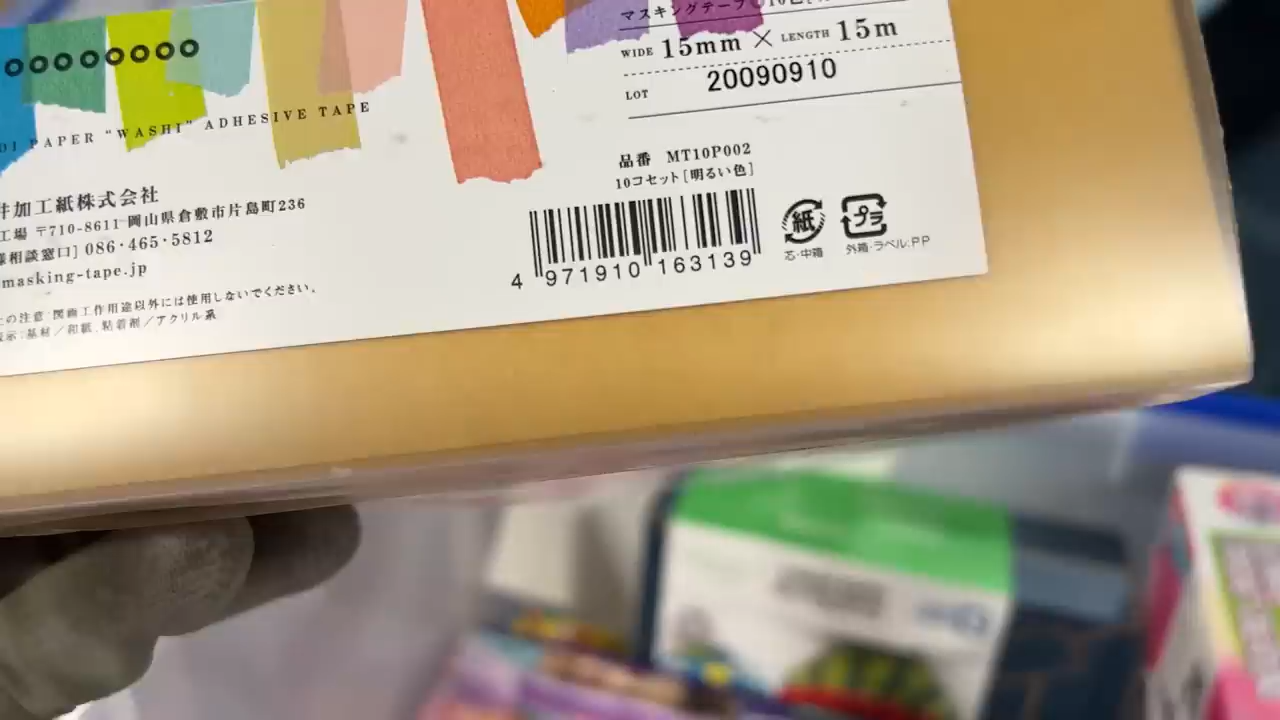 マスキングテープ
WIDE 15mm × LENGTH 15m
LOT 20090910
PAPER "WASHI" ADHESIVE TAPE
井加工紙株式会社
工場 〒710-8611 岡山県倉敷市片島町236
様相談窓口] 086・465・5812
masking-tape.jp
上の注意:図画工作用途以外には使用しないでください。
表示:基材／和紙 粘着剤／アクリル系
品番 MT10P002
10コセット[明るい色]
4 971910 163139
紙
芯・中箱
プラ
外箱・ラベル:PP